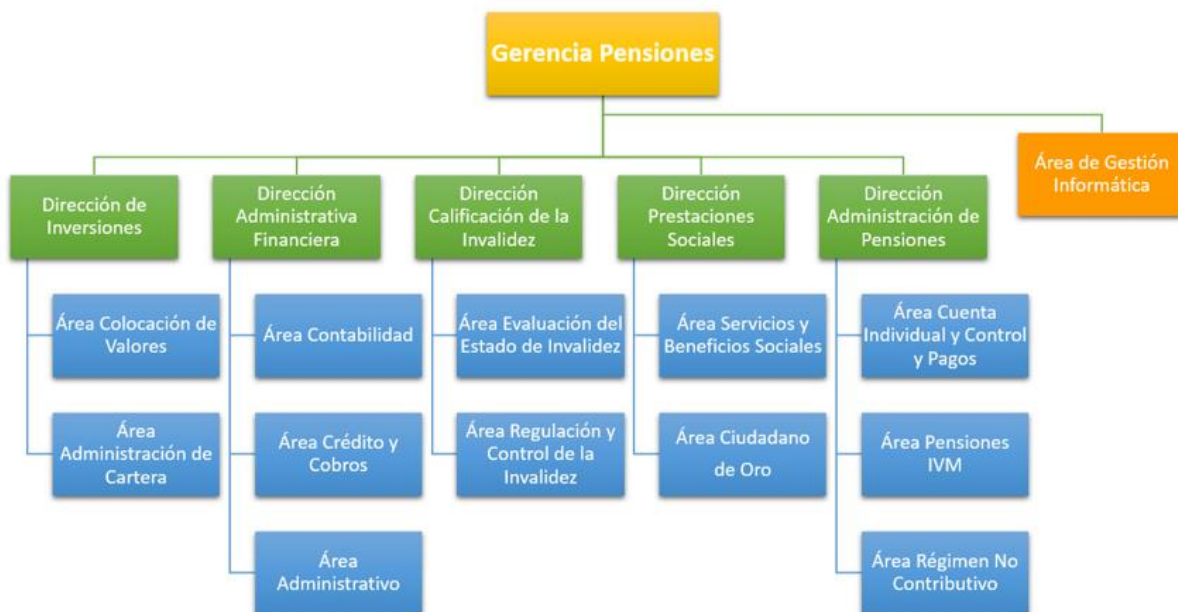 Gerencia Pensiones
Área de Gestión
Informática
Dirección de
Inversiones
Dirección
Administrativa
Financiera
Dirección
Calificación de la
Invalidez
Dirección
Prestaciones
Sociales
Dirección
Administración de
Pensiones
Área Colocación de
Valores
Área Contabilidad
Área Evaluación del
Estado de Invalidez
Área Servicios y
Beneficios Sociales
Área Cuenta
Individual y Control
y Pagos
Área
Administración de
Cartera
Área Crédito y
Cobros
Área Regulación y
Control de la
Invalidez
Área Ciudadano
de Oro
Área Pensiones
IVM
Área
Administrativo
Área Régimen No
Contributivo